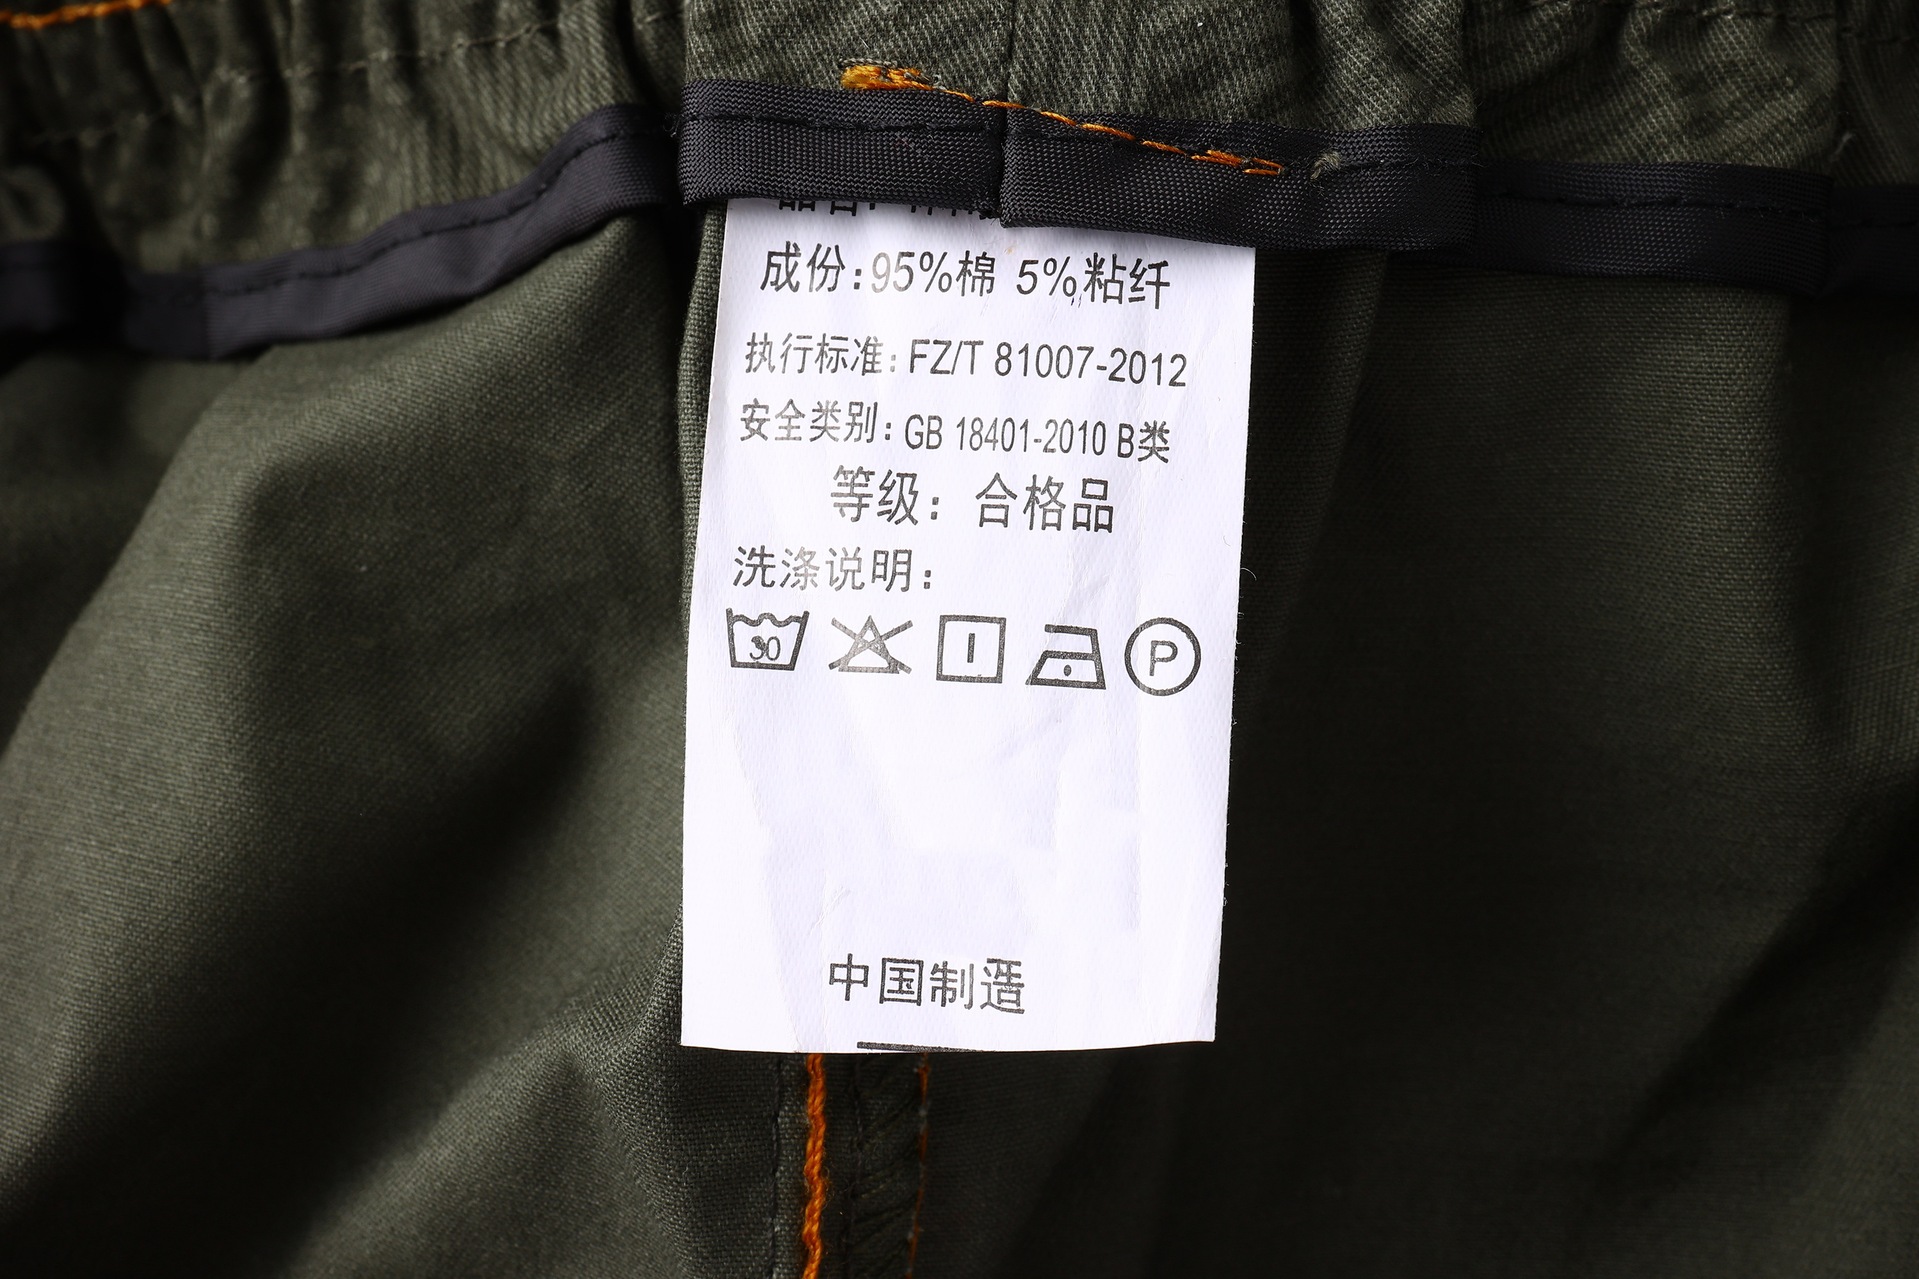 成份:95%棉 5%粘纤
执行标准: FZ/T 81007-2012
安全类别: GB 18401-2010 B类
等级: 合格品
洗涤说明:
30 P
中国制造